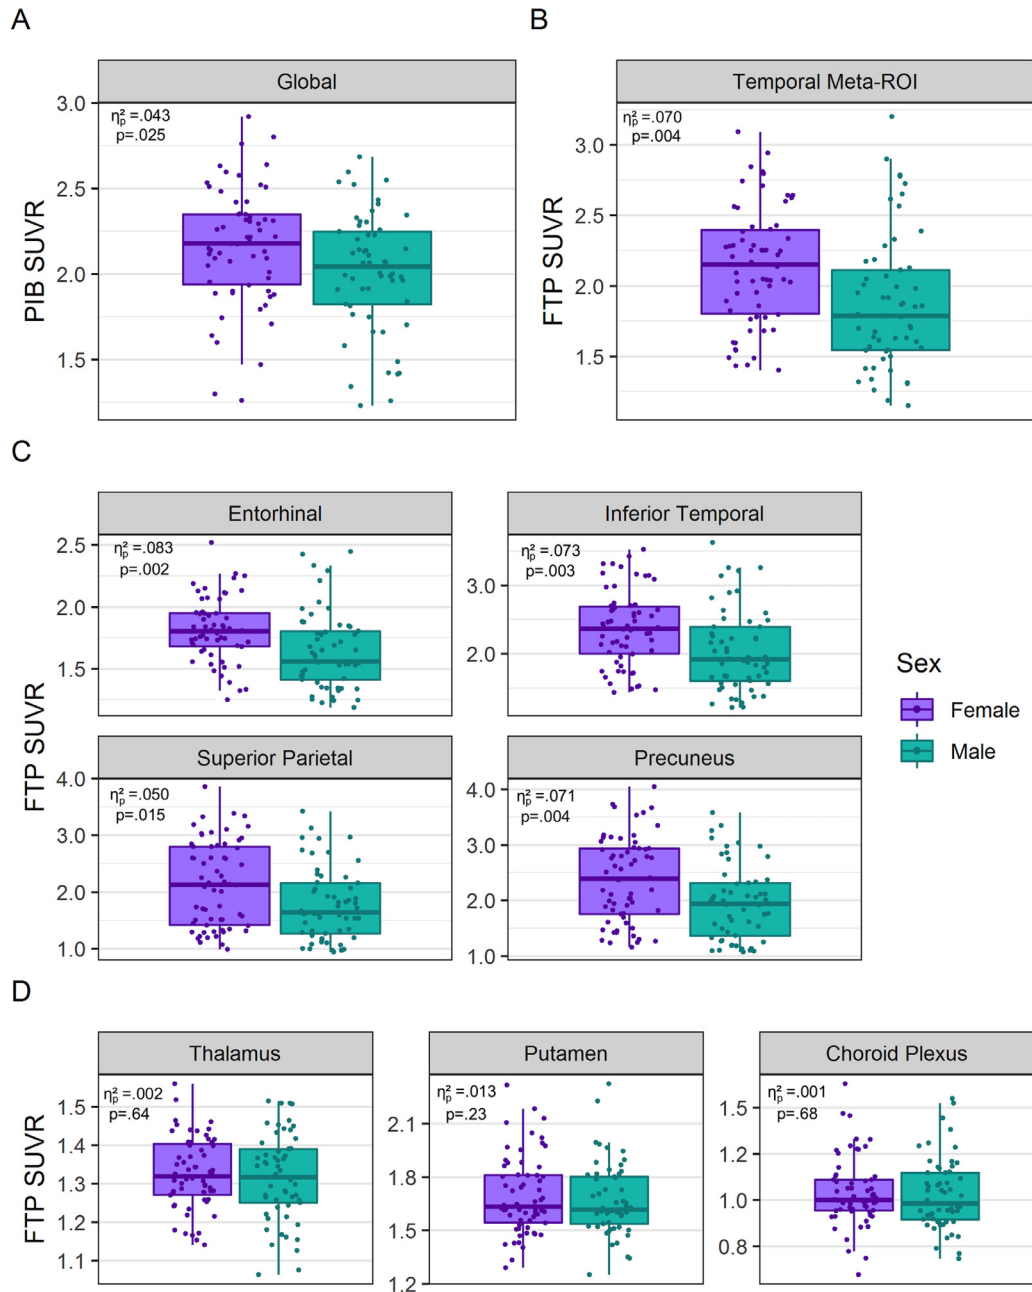 A
B
Global
Temporal Meta-ROI
η²p =.043
p=.025
η²p =.070
p=.004
PIB SUVR
FTP SUVR
3.0
2.5
2.0
1.5
3.0
2.5
2.0
1.5
C
Entorhinal
Inferior Temporal
η²p =.083
p=.002
η²p =.073
p=.003
2.5
2.0
1.5
3.0
2.0
FTP SUVR
Superior Parietal
Precuneus
η²p =.050
p=.015
η²p =.071
p=.004
4.0
3.0
2.0
1.0
4.0
3.0
2.0
1.0
Sex
Female
Male
D
Thalamus
Putamen
Choroid Plexus
η²p =.002
p=.64
η²p =.013
p=.23
η²p =.001
p=.68
FTP SUVR
1.5
1.4
1.3
1.2
1.1
2.1
1.8
1.5
1.2
1.5
1.2
1.0
0.8